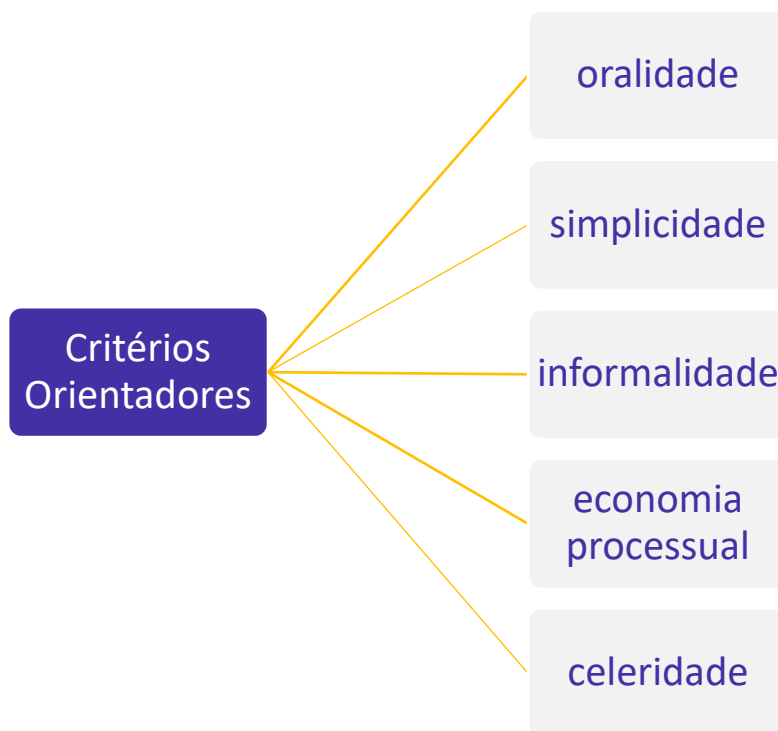 oralidade
simplicidade
Critérios
Orientadores
informalidade
economia
processual
celeridade